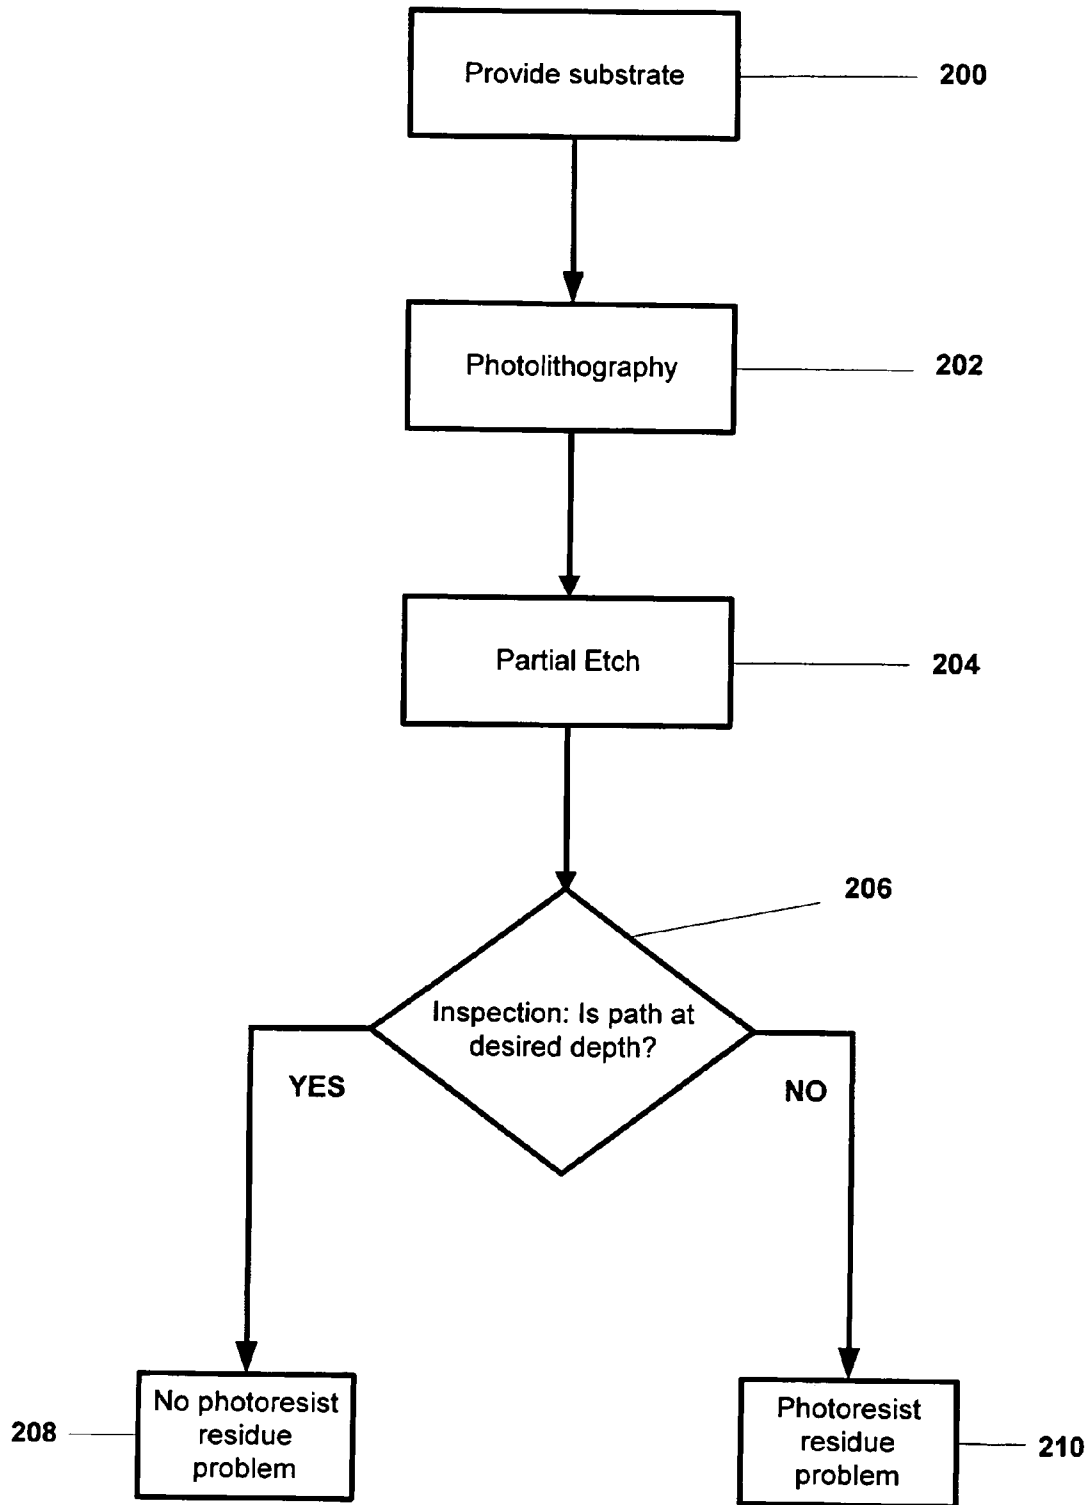 Provide substrate
200
Photolithography
202
Partial Etch
204
206
Inspection: Is path at
desired depth?
YES
NO
No photoresist
residue
problem
208
Photoresist
residue
problem
210